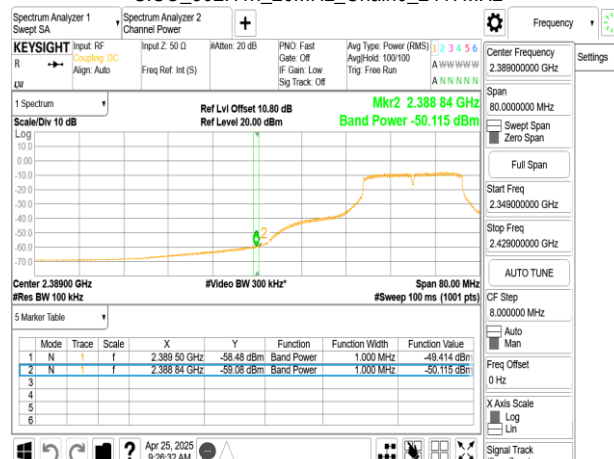 Spectrum Analyzer 1
Swept SA
Spectrum Analyzer 2
Channel Power
+
Frequency
Settings
KEYSIGHT
R
LXI
Input: RF
Coupling: DC
Align: Auto
Input Z: 50 Ω
Freq Ref: Int (S)
#Atten: 20 dB
PNO: Fast
Gate: Off
IF Gain: Low
Sig Track: Off
Avg Type: Power (RMS)
Avg|Hold: 100/100
Trig: Free Run
1 2 3 4 5 6
A W W W W W
A N N N N N
1 Spectrum
Scale/Div 10 dB
Ref Lvl Offset 10.80 dB
Ref Level 20.00 dBm
Mkr2 2.388 84 GHz
Band Power -50.115 dBm
Log
10.0
0.00
-10.0
-20.0
-30.0
-40.0
-50.0
-60.0
-70.0
2
Center 2.38900 GHz
#Res BW 100 kHz
#Video BW 300 kHz*
Span 80.00 MHz
#Sweep 100 ms (1001 pts)
5 Marker Table
Mode Trace Scale X Y Function Function Width Function Value
1 N 1 f 2.389 50 GHz -58.48 dBm Band Power 1.000 MHz -49.414 dBm
2 N 1 f 2.388 84 GHz -59.08 dBm Band Power 1.000 MHz -50.115 dBm
3
4
5
6
Apr 25, 2025
9:26:32 AM
Center Frequency
2.389000000 GHz
Span
80.0000000 MHz
Swept Span
Zero Span
Full Span
Start Freq
2.349000000 GHz
Stop Freq
2.429000000 GHz
AUTO TUNE
CF Step
8.000000 MHz
Auto
Man
Freq Offset
0 Hz
X Axis Scale
Log
Lin
Signal Track